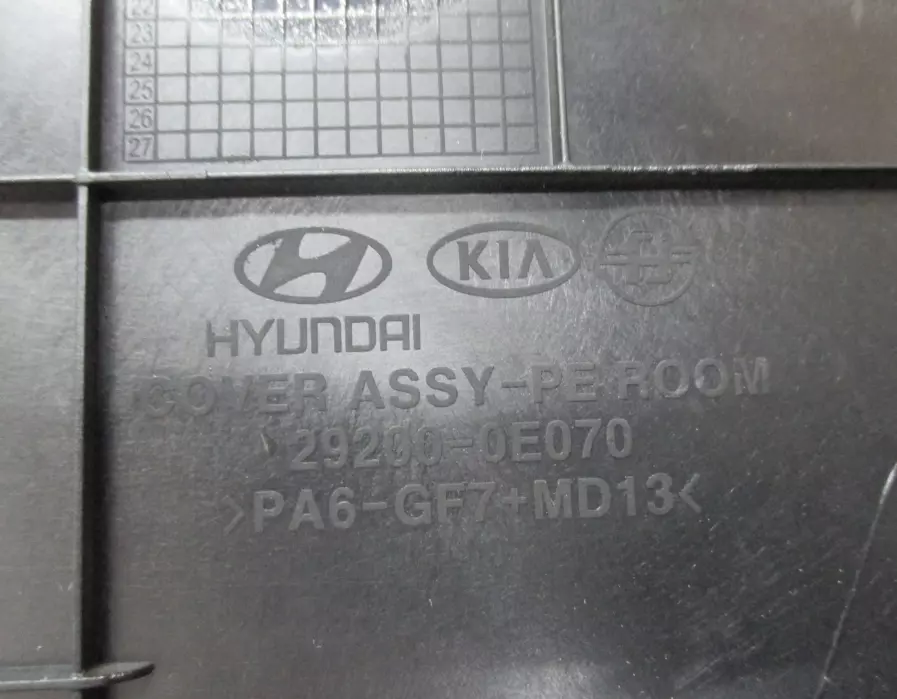 22
23
24
25
26
27
KIA
HYUNDAI
COVER ASSY-PE ROOM
29200-0E070
>PA6-GF7+MD13<